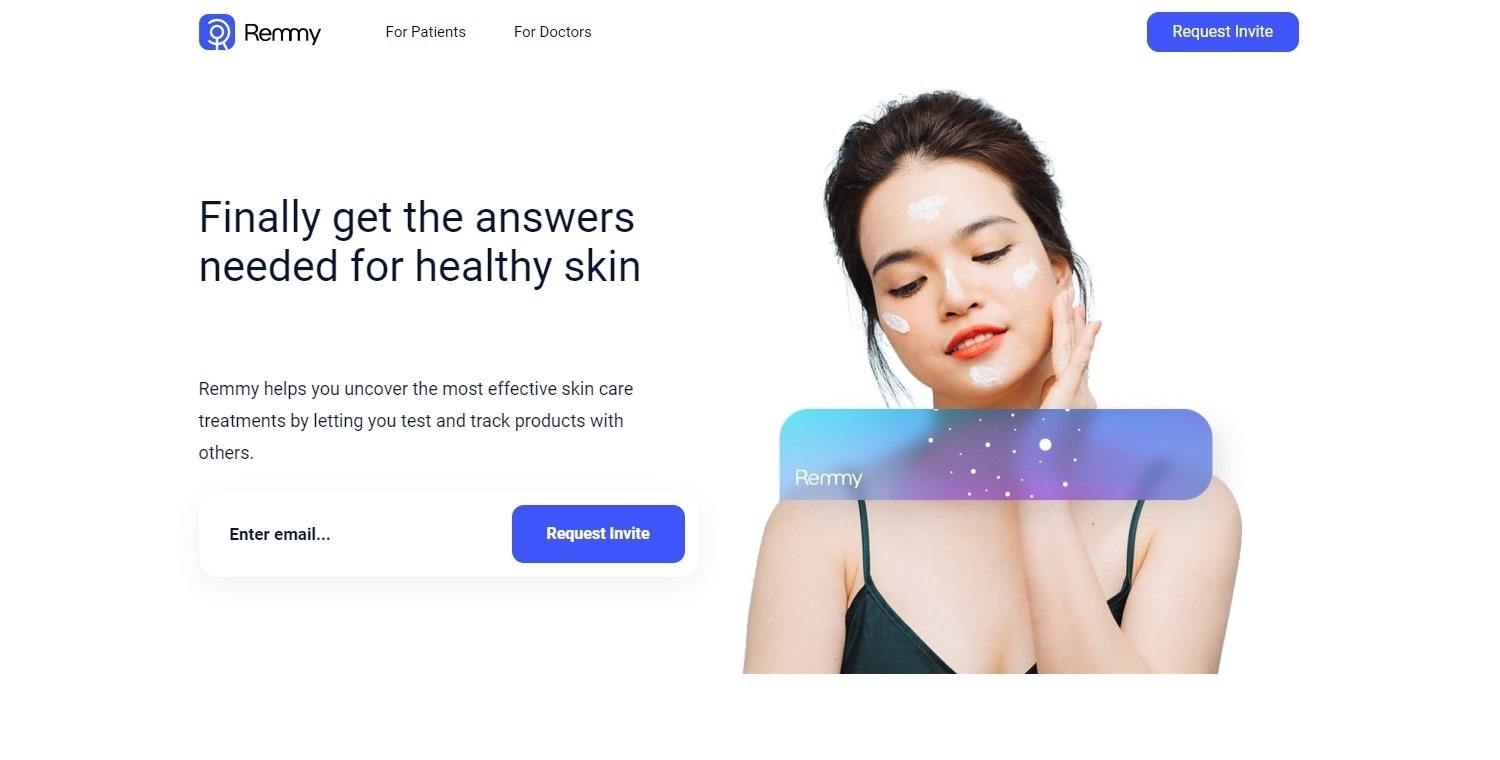 Remmy
For Patients
For Doctors
Request Invite
Finally get the answers
needed for healthy skin
Remmy helps you uncover the most effective skin care
treatments by letting you test and track products with
others.
Enter email...
Request Invite
Remmy